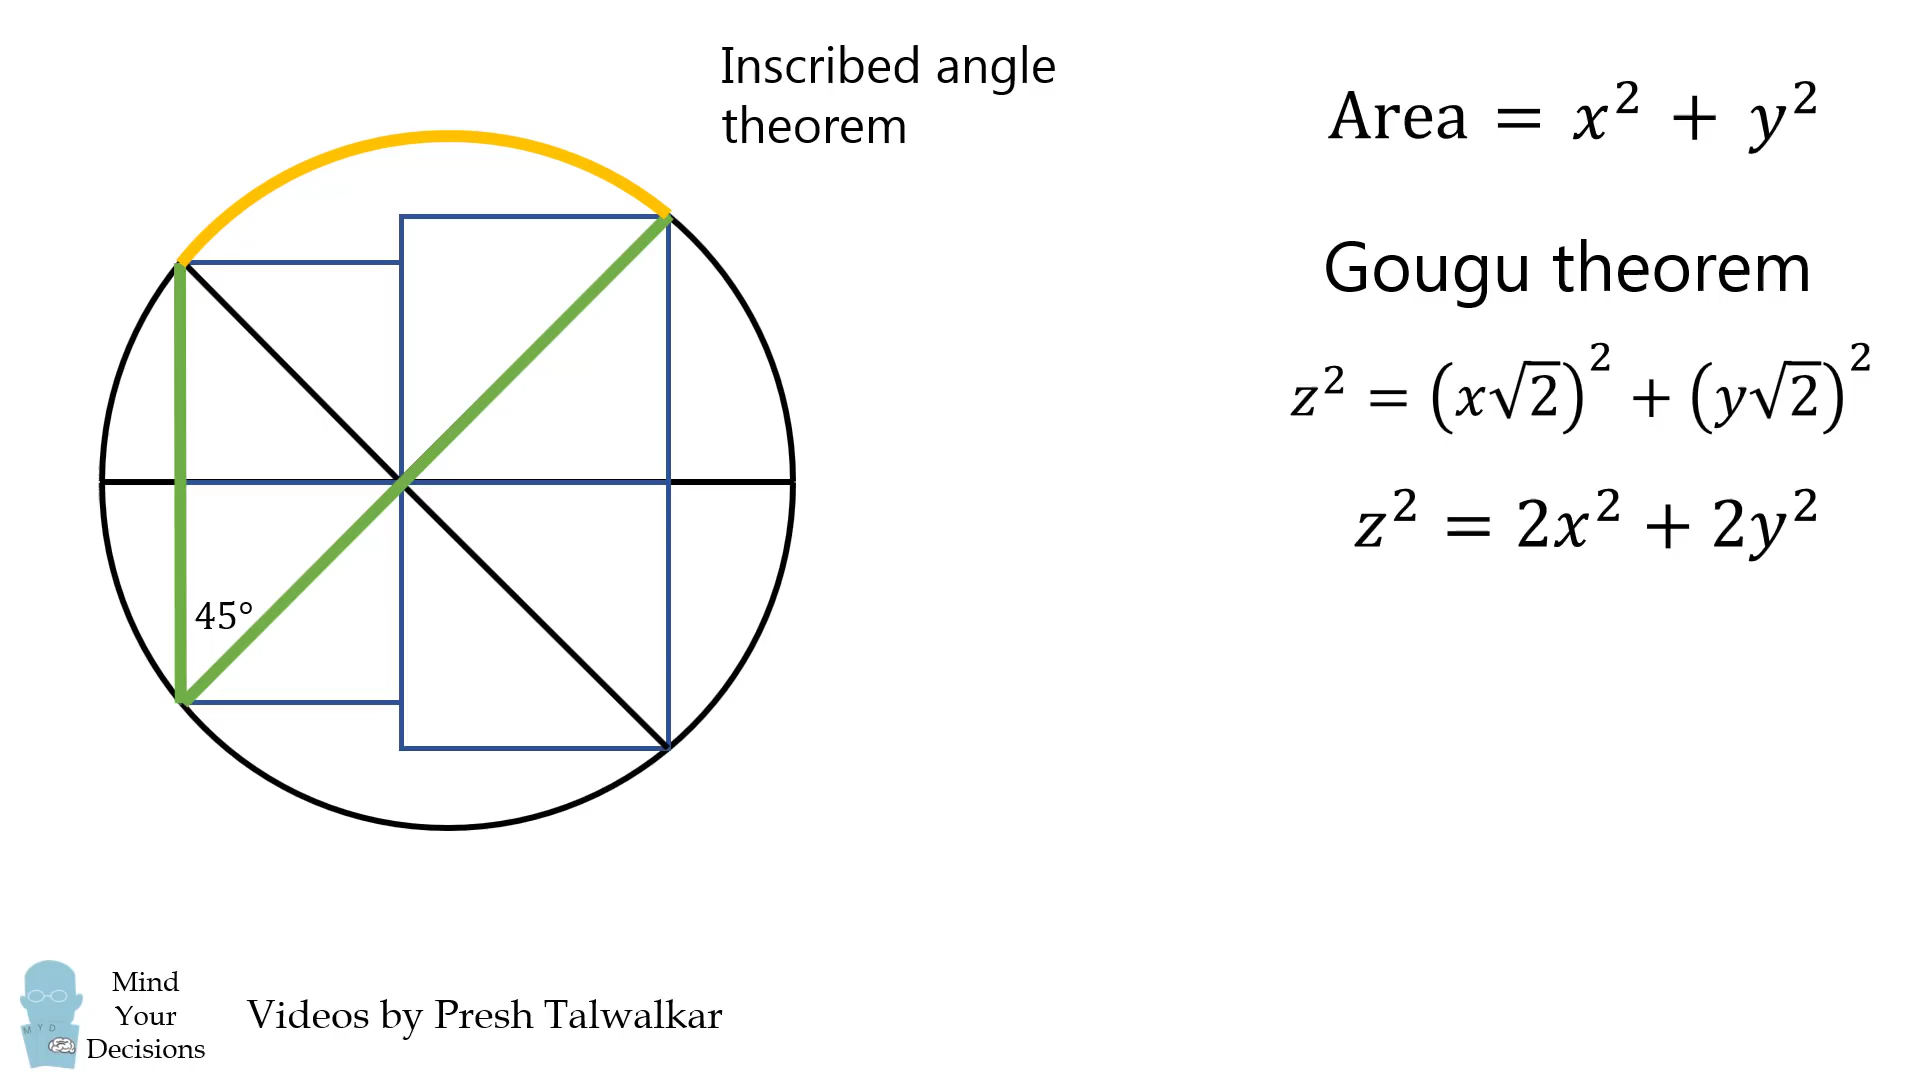 Inscribed angle
theorem
Area = x² + y²
Gougu theorem
z² = (x√2)² + (y√2)²
z² = 2x² + 2y²
45°
M Y D
Mind
Your
Decisions
Videos by Presh Talwalkar